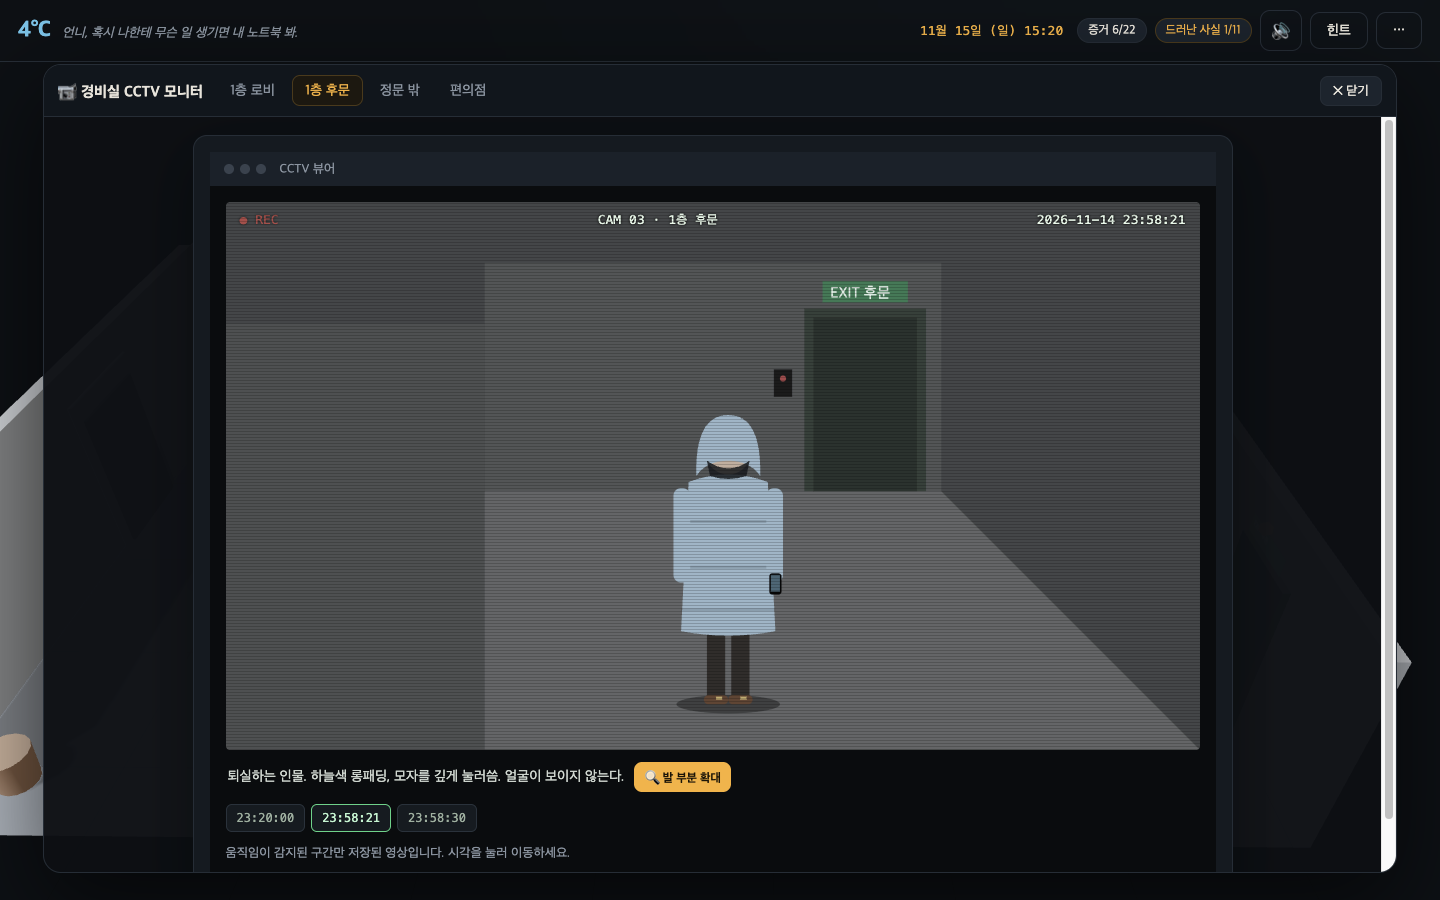 4℃ 언니, 혹시 나한테 무슨 일 생기면 내 노트북 봐. 11월 15일 (일) 15:20 증거 6/22 드러난 사실 1/11 힌트 ···
경비실 CCTV 모니터 1층 로비 1층 후문 정문 밖 편의점 ✕ 닫기
CCTV 뷰어
● REC CAM 03 · 1층 후문 2026-11-14 23:58:21
EXIT 후문
퇴실하는 인물. 하늘색 롱패딩, 모자를 깊게 눌러씀. 얼굴이 보이지 않는다. 발 부분 확대
23:20:00 23:58:21 23:58:30
움직임이 감지된 구간만 저장된 영상입니다. 시각을 눌러 이동하세요.